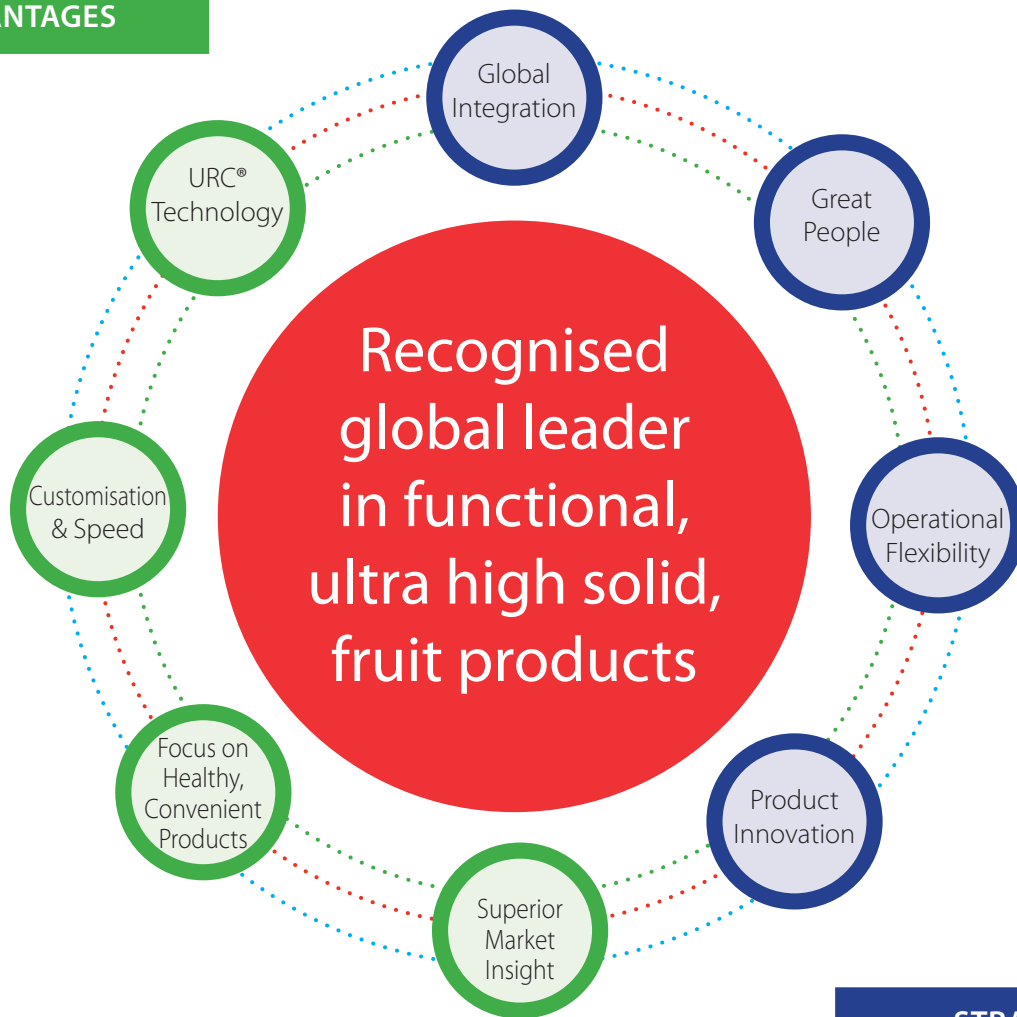 Global
Integration
URC®
Technology
Great
People
Recognised
global leader
in functional,
ultra high solid,
fruit products
Customisation
& Speed
Operational
Flexibility
Focus on
Healthy,
Convenient
Products
Product
Innovation
Superior
Market
Insight